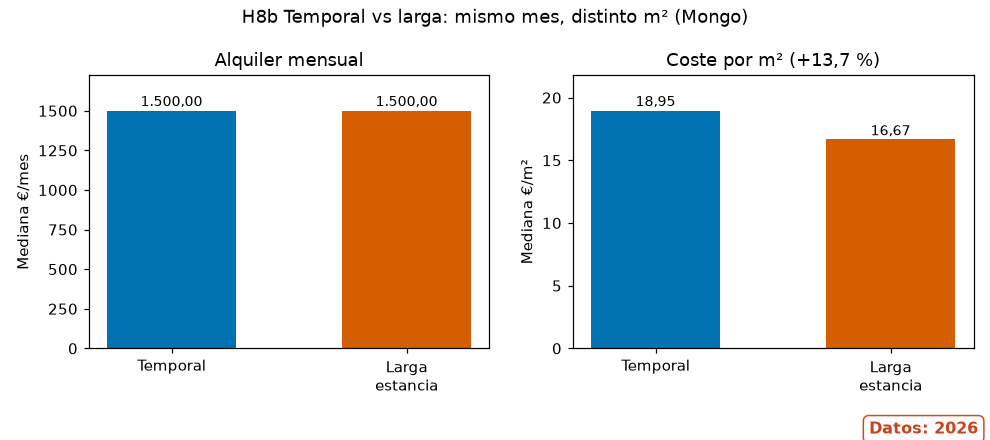 H8b Temporal vs larga: mismo mes, distinto m² (Mongo)
Alquiler mensual
Mediana €/mes
1500
1250
1000
750
500
250
0
1.500,00
1.500,00
Temporal
Larga
estancia
Coste por m² (+13,7 %)
Mediana €/m²
20
15
10
5
0
18,95
16,67
Temporal
Larga
estancia
Datos: 2026